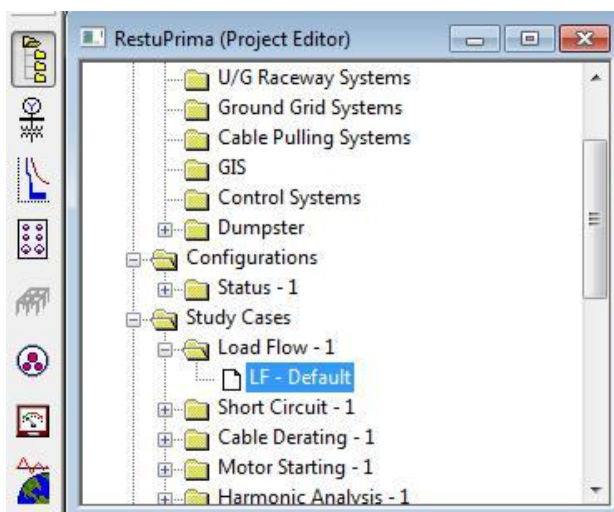 RestuPrima (Project Editor)
U/G Raceway Systems
Ground Grid Systems
Cable Pulling Systems
GIS
Control Systems
Dumpster
Configurations
Status - 1
Study Cases
Load Flow - 1
LF - Default
Short Circuit - 1
Cable Derating - 1
Motor Starting - 1
Harmonic Analysis - 1